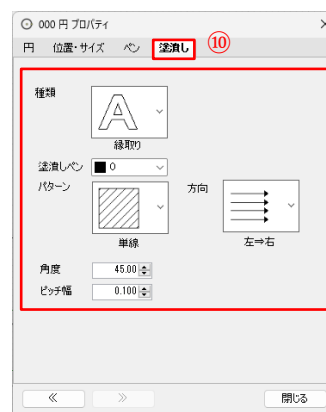 000 円 プロパティ
円 位置・サイズ ペン 塗潰し ⑩
種類
縁取り
塗潰しペン 0
パターン 方向
単線 左⇒右
角度 45.00
ピッチ幅 0.100
≪ ≫ 閉じる